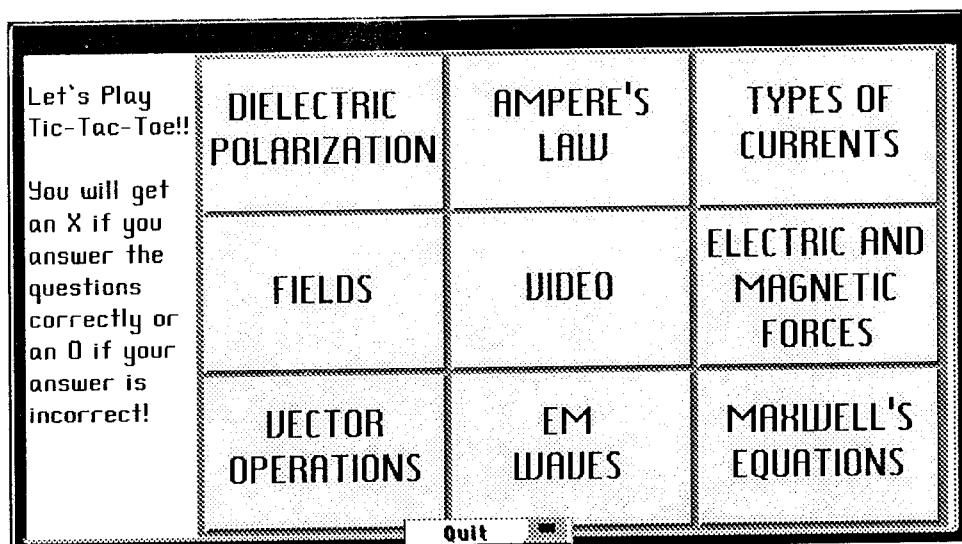 Let's Play
Tic-Tac-Toe!!
You will get
an X if you
answer the
questions
correctly or
an O if your
answer is
incorrect!
DIELECTRIC
POLARIZATION
AMPERE'S
LAW
TYPES OF
CURRENTS
FIELDS
VIDEO
ELECTRIC AND
MAGNETIC
FORCES
VECTOR
OPERATIONS
EM
WAVES
MAXWELL'S
EQUATIONS
Quit